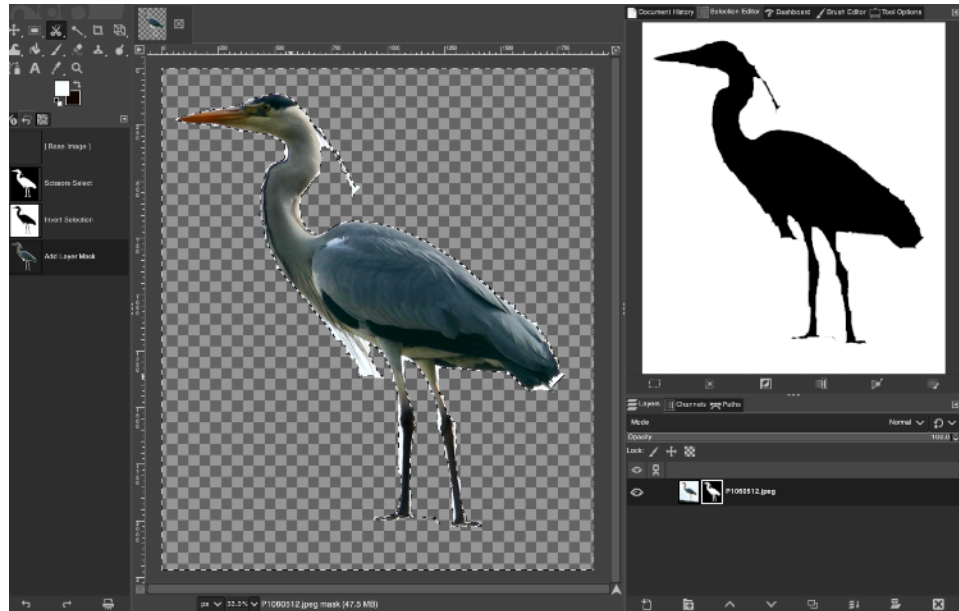 Document History Selection Editor Dashboard Brush Editor Tool Options
[ Base Image ]
Scissors Select
Invert Selection
Add Layer Mask
Layers Channels Paths
Mode Normal
Opacity 100.0
Lock:
P1060512.jpeg
px 33.3% P1060512.jpeg mask (47.5 MB)